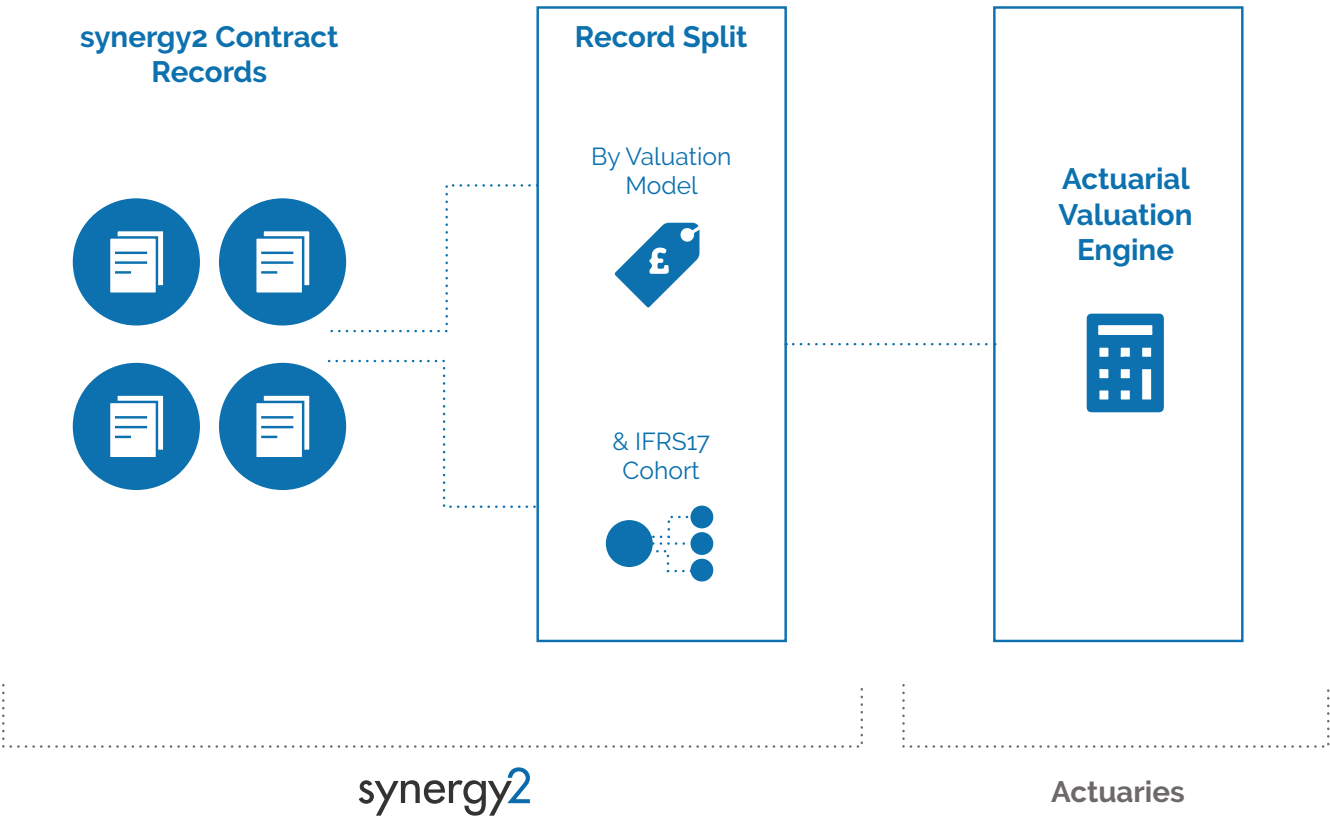 synergy2 Contract
Records
Record Split
By Valuation
Model
£
& IFRS17
Cohort
Actuarial
Valuation
Engine
synergy2
Actuaries